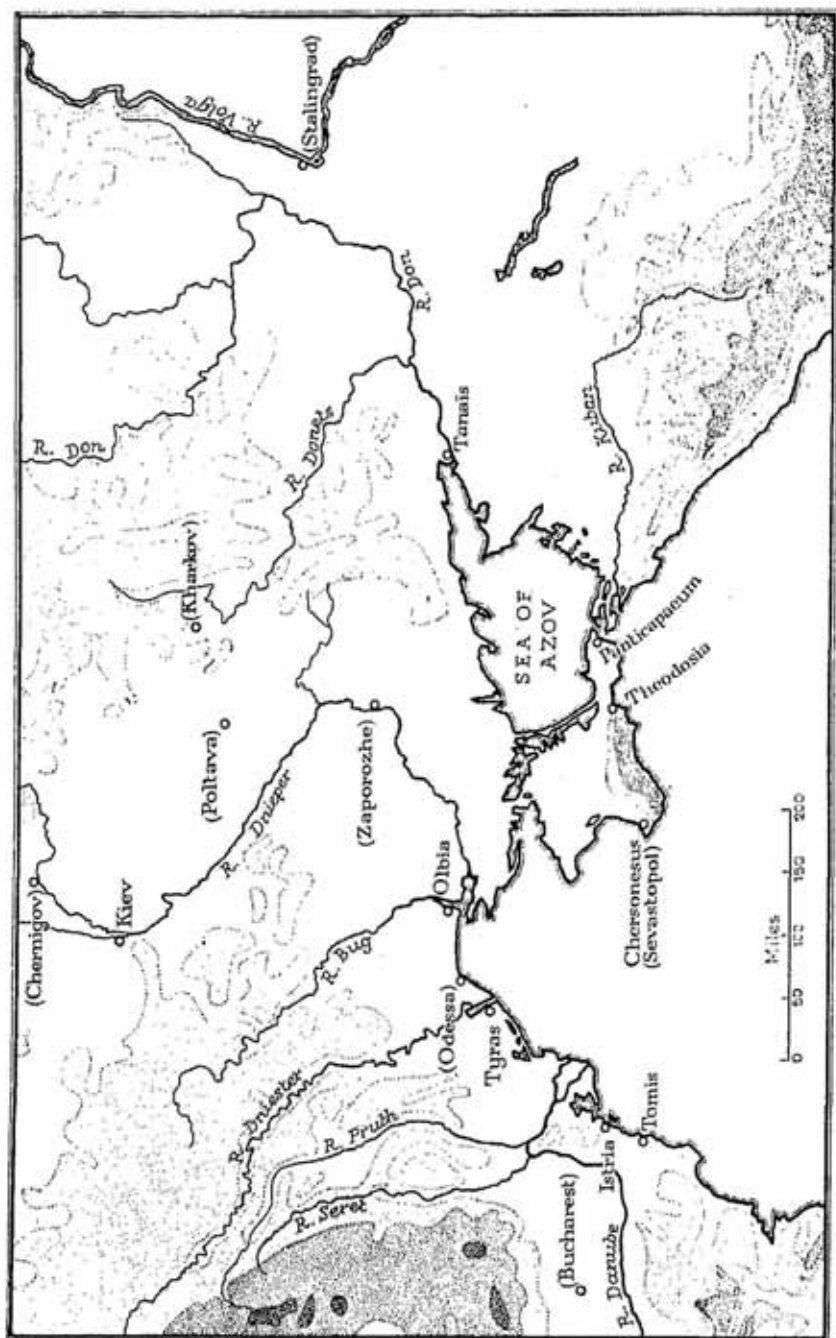 (Chernigov)
R. Don
R. Volga
Kiev
(Kharkov)
(Poltava)
(Stalingrad)
R. Dnieper
R. Donets
R. Dniester
R. Bug
R. Pruth
R. Seret
(Zaporozhe)
R. Don
Olbia
Tanaïs
(Odessa)
Tyras
SEA OF
AZOV
(Bucharest)
R. Kuban
Istria
Panticapaeum
R. Danube
Theodosia
Tomis
Chersonesus
(Sevastopol)
Miles
0 50 100 150 200